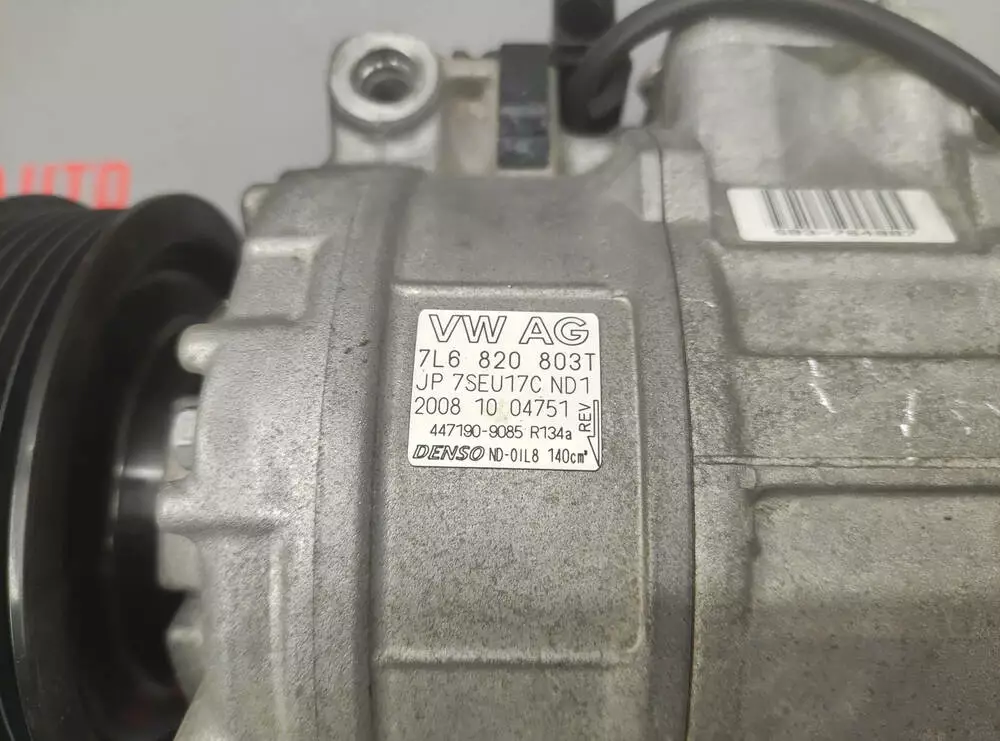 VW AG
7L6 820 803T
JP 7SEU17C ND1
2008 10 04751
REV
447190-9085 R134a
DENSO ND-OIL8 140cm³